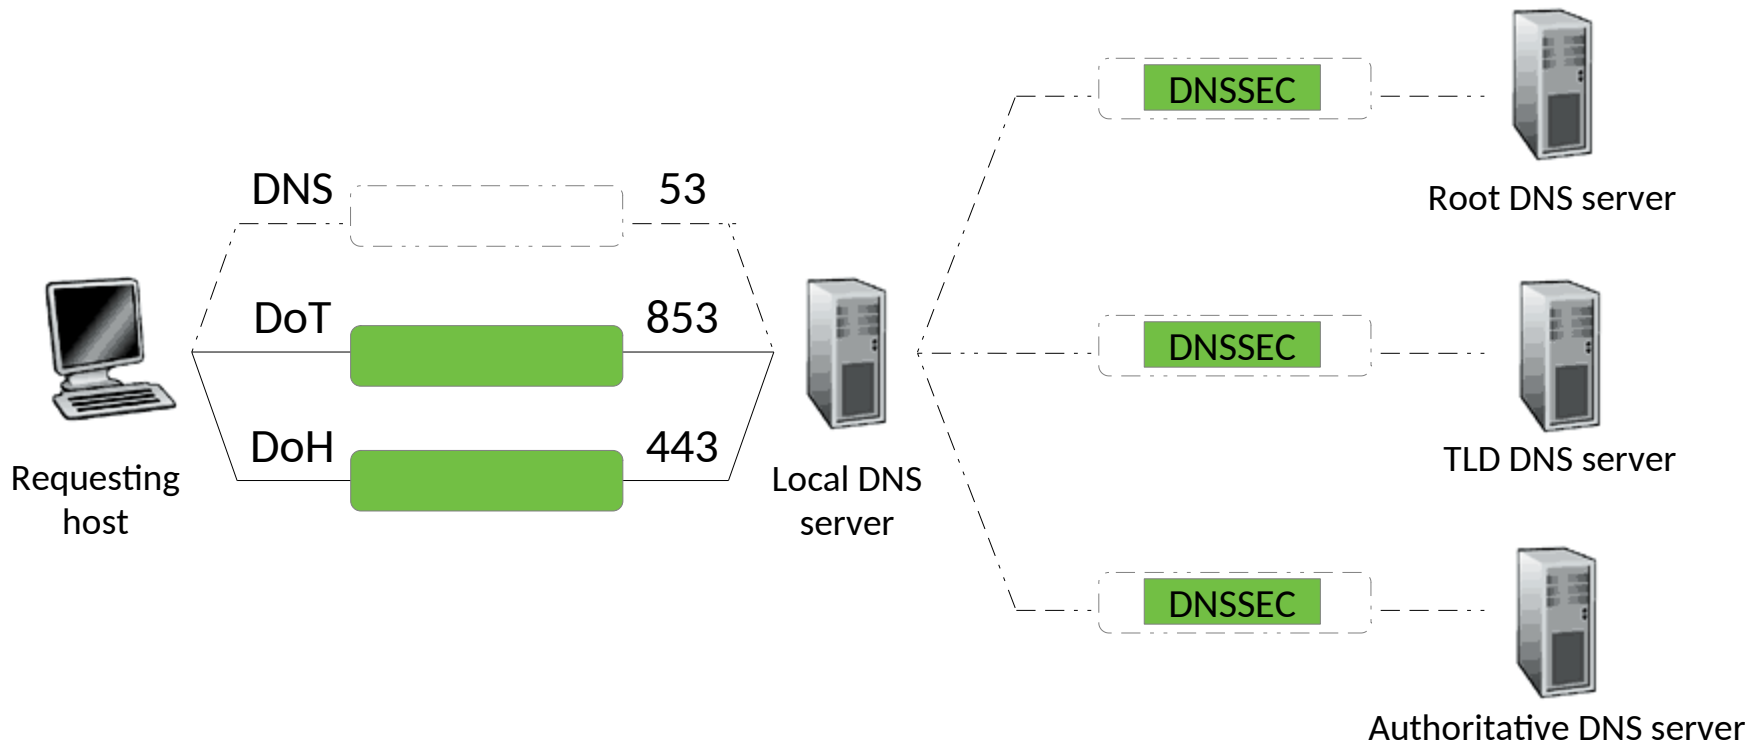 DNS
53
DoT
853
DoH
443
Requesting
host
Local DNS
server
DNSSEC
Root DNS server
DNSSEC
TLD DNS server
DNSSEC
Authoritative DNS server